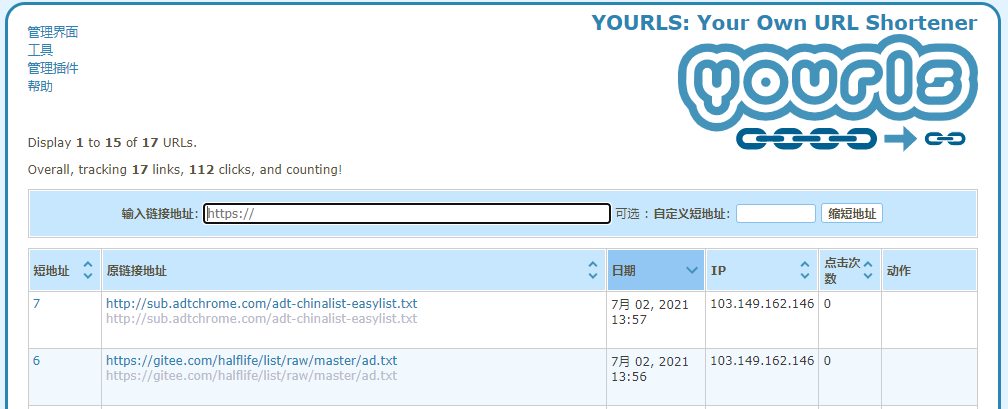 YOURLS: Your Own URL Shortener
yourls
管理界面
工具
管理插件
帮助
Display 1 to 15 of 17 URLs.
Overall, tracking 17 links, 112 clicks, and counting!
输入链接地址: https:// 可选 : 自定义短地址: 缩短地址
短地址 原链接地址 日期 IP 点击次数 动作
7 http://sub.adtchrome.com/adt-chinalist-easylist.txt 7月 02, 2021 103.149.162.146 0
http://sub.adtchrome.com/adt-chinalist-easylist.txt 13:57
6 https://gitee.com/halflife/list/raw/master/ad.txt 7月 02, 2021 103.149.162.146 0
https://gitee.com/halflife/list/raw/master/ad.txt 13:56